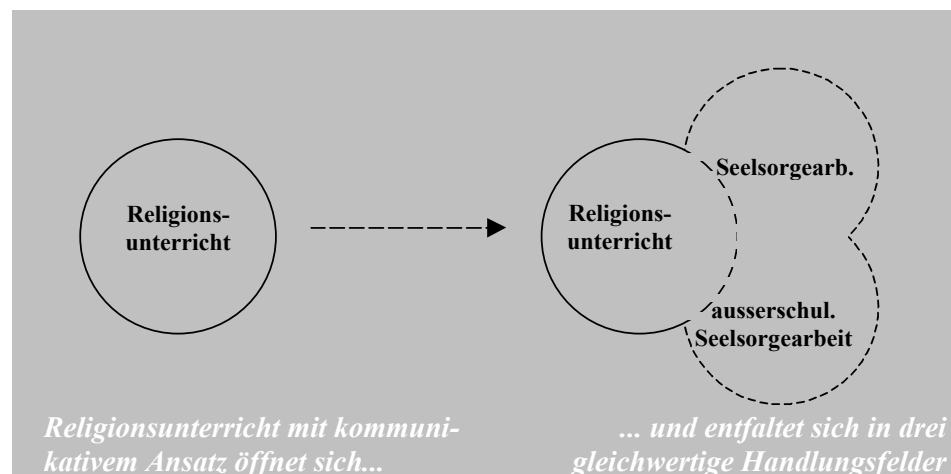 Religions-
unterricht
Religions-
unterricht
Seelsorgearb.
ausserschul.
Seelsorgearbeit
Religionsunterricht mit kommuni-
kativem Ansatz öffnet sich...
... und entfaltet sich in drei
gleichwertige Handlungsfelder